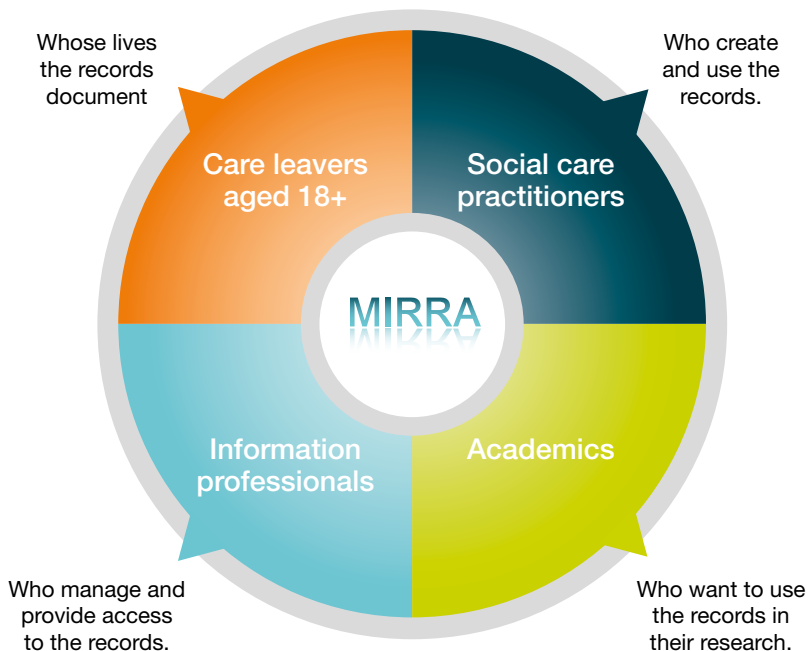 Whose lives
the records
document
Who create
and use the
records.
Care leavers
aged 18+
Social care
practitioners
MIRRA
Information
professionals
Academics
Who manage and
provide access
to the records.
Who want to use
the records in
their research.